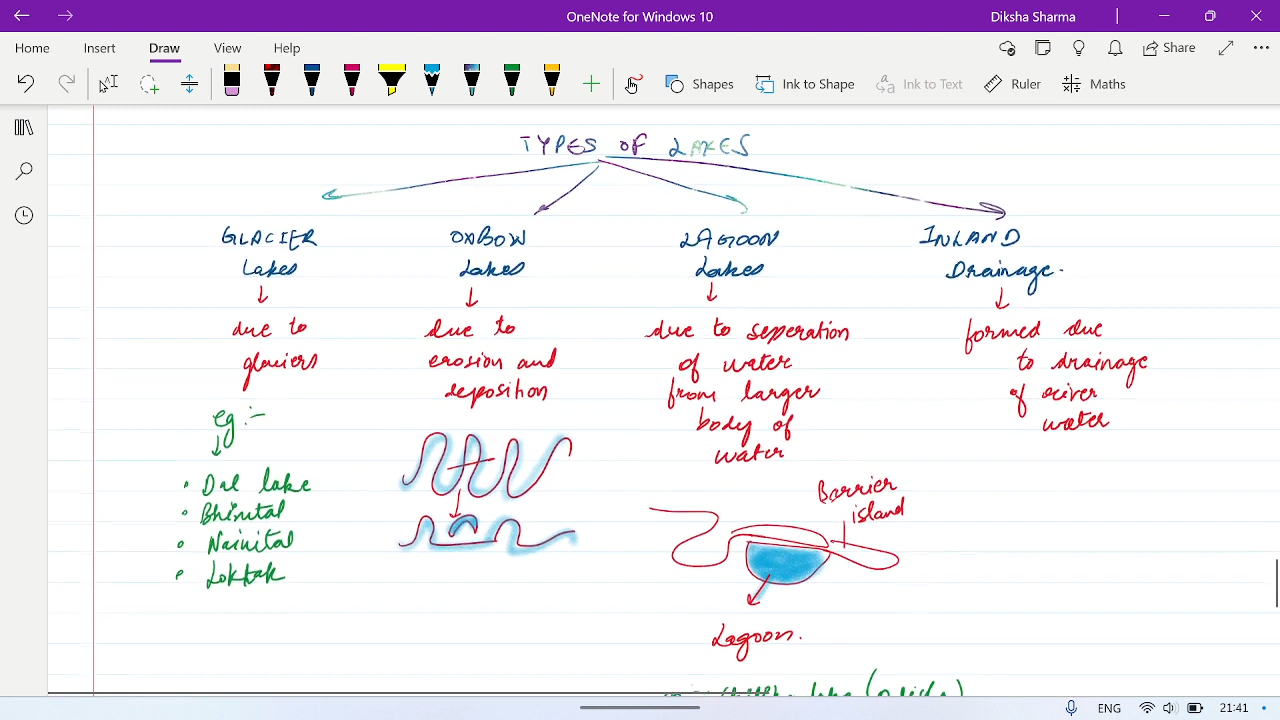 OneNote for Windows 10
Diksha Sharma
Home Insert Draw View Help
Share
Shapes Ink to Shape Ink to Text Ruler Maths
TYPES OF LAKES
GLACIER Lakes
due to glaciers
eg :-
• Dal lake
• Bhimtal
• Nainital
• Loktak
OXBOW Lakes
due to
erosion and
deposition
LAGOON Lakes
due to seperation
of water
from larger
body of
water
Barrier
island
Lagoon.
lake
INLAND
Drainage.
formed due
to drainage
of river
water
ENG 21:41